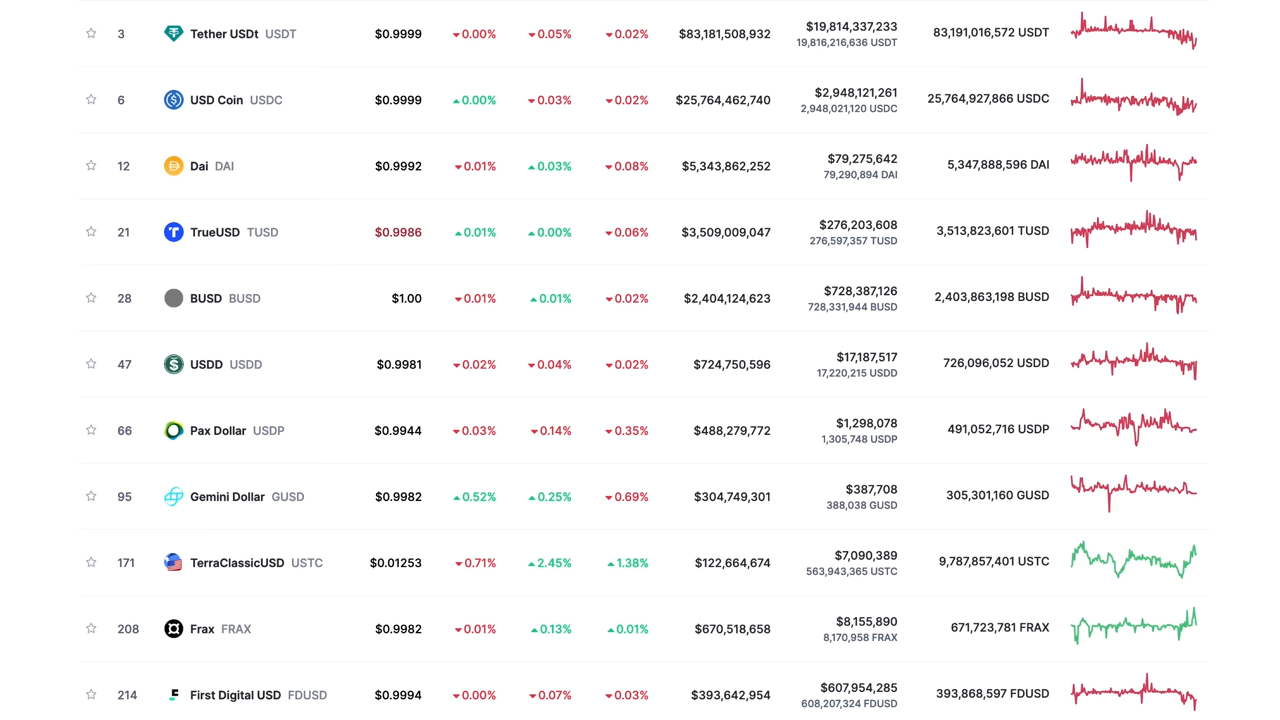 3 Tether USDt USDT $0.9999 0.00% 0.05% 0.02% $83,181,508,932 $19,814,337,233 83,191,016,572 USDT
19,816,216,636 USDT
6 USD Coin USDC $0.9999 0.00% 0.03% 0.02% $25,764,462,740 $2,948,121,261 25,764,927,866 USDC
2,948,021,120 USDC
12 Dai DAI $0.9992 0.01% 0.03% 0.08% $5,343,862,252 $79,275,642 5,347,888,596 DAI
79,290,894 DAI
21 TrueUSD TUSD $0.9986 0.01% 0.00% 0.06% $3,509,009,047 $276,203,608 3,513,823,601 TUSD
276,597,357 TUSD
28 BUSD BUSD $1.00 0.01% 0.01% 0.02% $2,404,124,623 $728,387,126 2,403,863,198 BUSD
728,331,944 BUSD
47 USDD USDD $0.9981 0.02% 0.04% 0.02% $724,750,596 $17,187,517 726,096,052 USDD
17,220,215 USDD
66 Pax Dollar USDP $0.9944 0.03% 0.14% 0.35% $488,279,772 $1,298,078 491,052,716 USDP
1,305,748 USDP
95 Gemini Dollar GUSD $0.9982 0.52% 0.25% 0.69% $304,749,301 $387,708 305,301,160 GUSD
388,038 GUSD
171 TerraClassicUSD USTC $0.01253 0.71% 2.45% 1.38% $122,664,674 $7,090,389 9,787,857,401 USTC
563,943,365 USTC
208 Frax FRAX $0.9982 0.01% 0.13% 0.01% $670,518,658 $8,155,890 671,723,781 FRAX
8,170,958 FRAX
214 First Digital USD FDUSD $0.9994 0.00% 0.07% 0.03% $393,642,954 $607,954,285 393,868,597 FDUSD
608,207,324 FDUSD